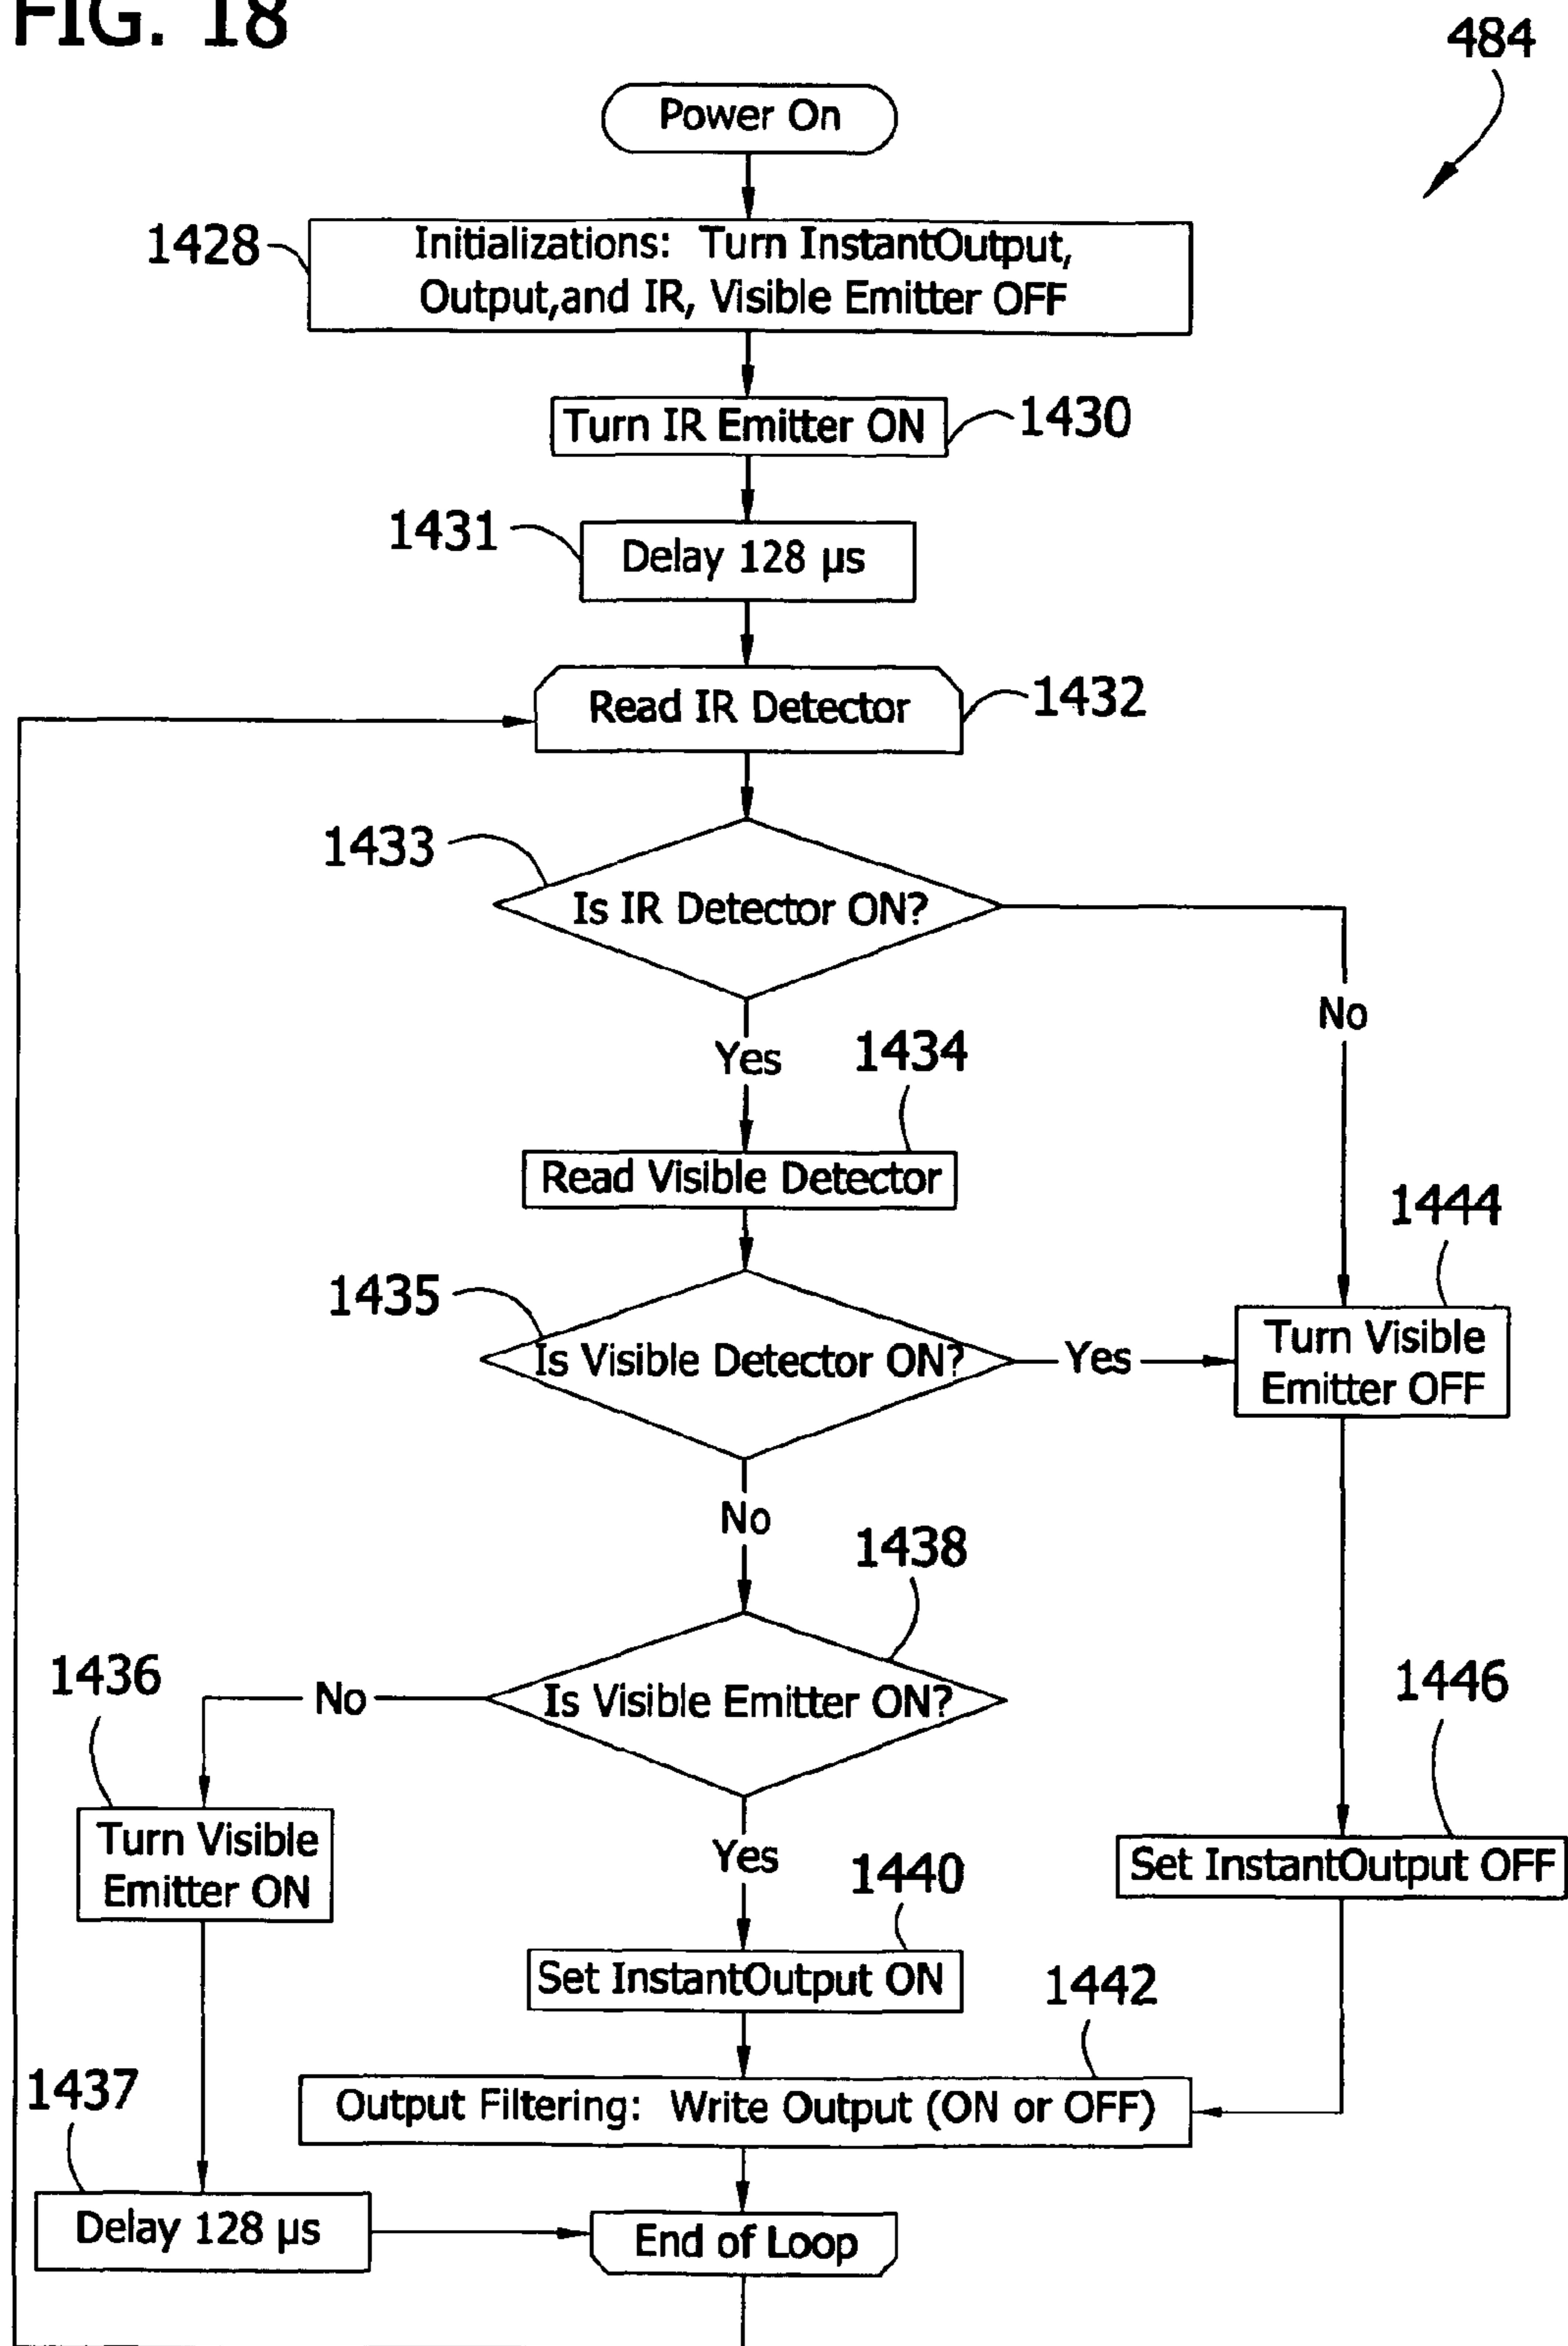 FIG. 18
484
Power On
1428
Initializations: Turn InstantOutput,
Output,and IR, Visible Emitter OFF
Turn IR Emitter ON
1430
1431
Delay 128 µs
Read IR Detector
1432
1433
Is IR Detector ON?
No
Yes
1434
Read Visible Detector
1444
1435
Is Visible Detector ON?
Yes
Turn Visible
Emitter OFF
No
1438
1436
No
Is Visible Emitter ON?
1446
Turn Visible
Emitter ON
Yes
1440
Set InstantOutput OFF
Set InstantOutput ON
1442
1437
Output Filtering: Write Output (ON or OFF)
Delay 128 µs
End of Loop